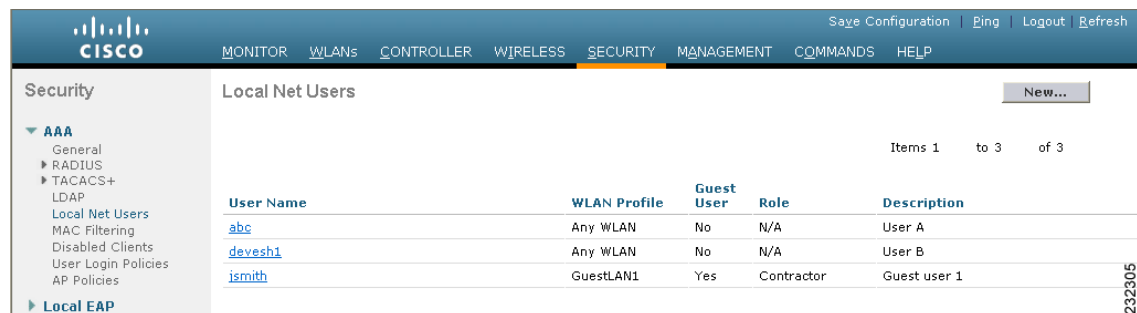 Save Configuration | Ping | Logout | Refresh
CISCO
MONITOR WLANs CONTROLLER WIRELESS SECURITY MANAGEMENT COMMANDS HELP
Security
Local Net Users
New...
AAA
General
RADIUS
TACACS+
LDAP
Local Net Users
MAC Filtering
Disabled Clients
User Login Policies
AP Policies
Local EAP
Items 1 to 3 of 3
User Name WLAN Profile Guest User Role Description
abc Any WLAN No N/A User A
devesh1 Any WLAN No N/A User B
jsmith GuestLAN1 Yes Contractor Guest user 1
232305